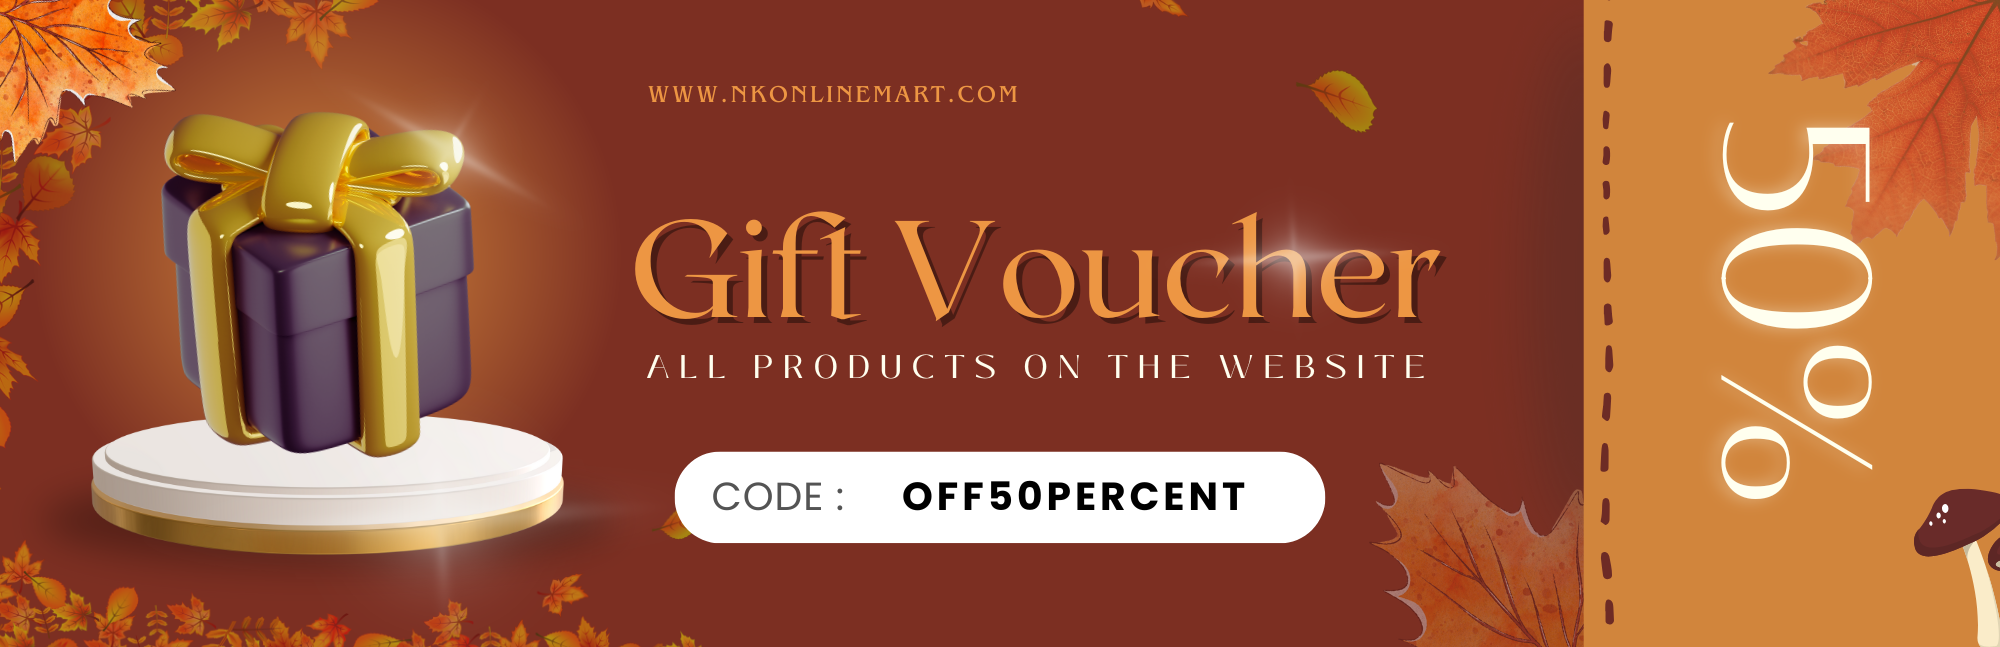 WWW.NKONLINEMART.COM
Gift Voucher
ALL PRODUCTS ON THE WEBSITE
CODE : OFF50PERCENT
50%